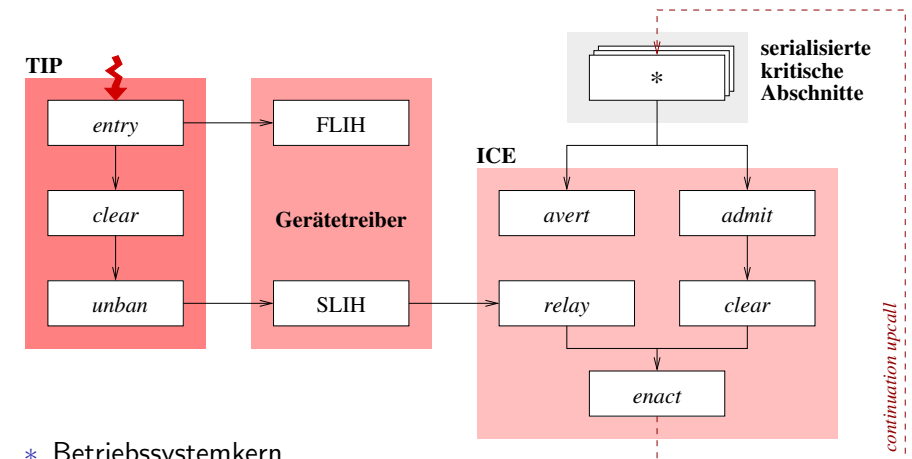 TIP
entry
clear
unban
FLIH
Gerätetreiber
SLIH
*
serialisierte
kritische
Abschnitte
ICE
avert
admit
relay
clear
enact
continuation upcall
* Betriebssystemkern